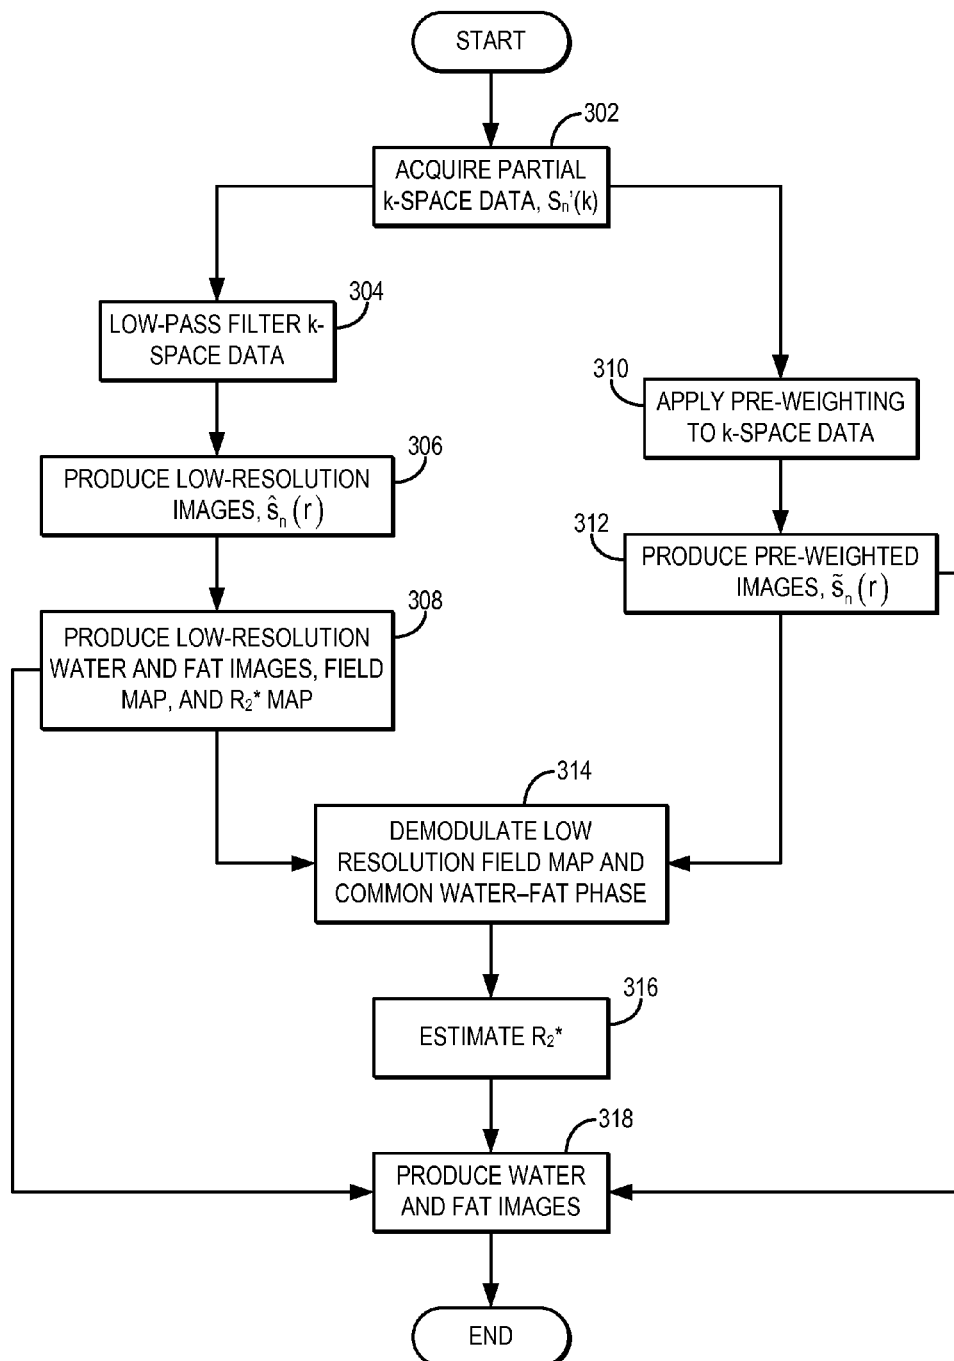 START
302
ACQUIRE PARTIAL
k-SPACE DATA, Sₙ'(k)
304
LOW-PASS FILTER k-
SPACE DATA
310
APPLY PRE-WEIGHTING
TO k-SPACE DATA
306
PRODUCE LOW-RESOLUTION
IMAGES, ŝₙ(r)
312
PRODUCE PRE-WEIGHTED
IMAGES, s̃ₙ(r)
308
PRODUCE LOW-RESOLUTION
WATER AND FAT IMAGES, FIELD
MAP, AND R₂* MAP
314
DEMODULATE LOW
RESOLUTION FIELD MAP AND
COMMON WATER–FAT PHASE
316
ESTIMATE R₂*
318
PRODUCE WATER
AND FAT IMAGES
END